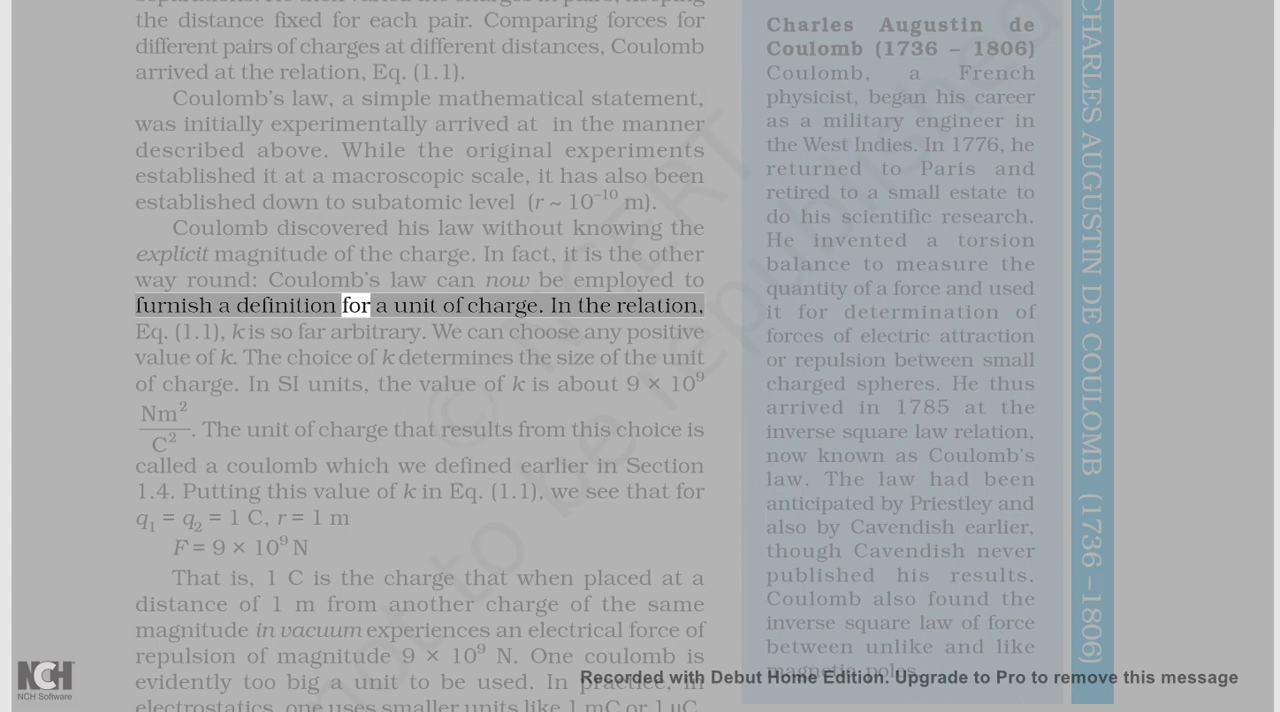 the distance fixed for each pair. Comparing forces for
different pairs of charges at different distances, Coulomb
arrived at the relation, Eq. (1.1).
Coulomb's law, a simple mathematical statement,
was initially experimentally arrived at in the manner
described above. While the original experiments
established it at a macroscopic scale, it has also been
established down to subatomic level (r ~ 10⁻¹⁰ m).
Coulomb discovered his law without knowing the
explicit magnitude of the charge. In fact, it is the other
way round: Coulomb's law can now be employed to
furnish a definition for a unit of charge. In the relation,
Eq. (1.1), k is so far arbitrary. We can choose any positive
value of k. The choice of k determines the size of the unit
of charge. In SI units, the value of k is about 9 × 10⁹
Nm²
C²
. The unit of charge that results from this choice is
called a coulomb which we defined earlier in Section
1.4. Putting this value of k in Eq. (1.1), we see that for
q₁ = q₂ = 1 C, r = 1 m
F = 9 × 10⁹ N
That is, 1 C is the charge that when placed at a
distance of 1 m from another charge of the same
magnitude in vacuum experiences an electrical force of
repulsion of magnitude 9 × 10⁹ N. One coulomb is
evidently too big a unit to be used. In practice, in
electrostatics, one uses smaller units like 1 mC or 1 μC.
Charles Augustin de
Coulomb (1736 – 1806)
Coulomb, a French
physicist, began his career
as a military engineer in
the West Indies. In 1776, he
returned to Paris and
retired to a small estate to
do his scientific research.
He invented a torsion
balance to measure the
quantity of a force and used
it for determination of
forces of electric attraction
or repulsion between small
charged spheres. He thus
arrived in 1785 at the
inverse square law relation,
now known as Coulomb's
law. The law had been
anticipated by Priestley and
also by Cavendish earlier,
though Cavendish never
published his results.
Coulomb also found the
inverse square law of force
between unlike and like
magnetic poles.
CHARLES AUGUSTIN DE COULOMB (1736 –1806)
© NCERT
not to be republished
NCH
NCH Software
Recorded with Debut Home Edition. Upgrade to Pro to remove this message